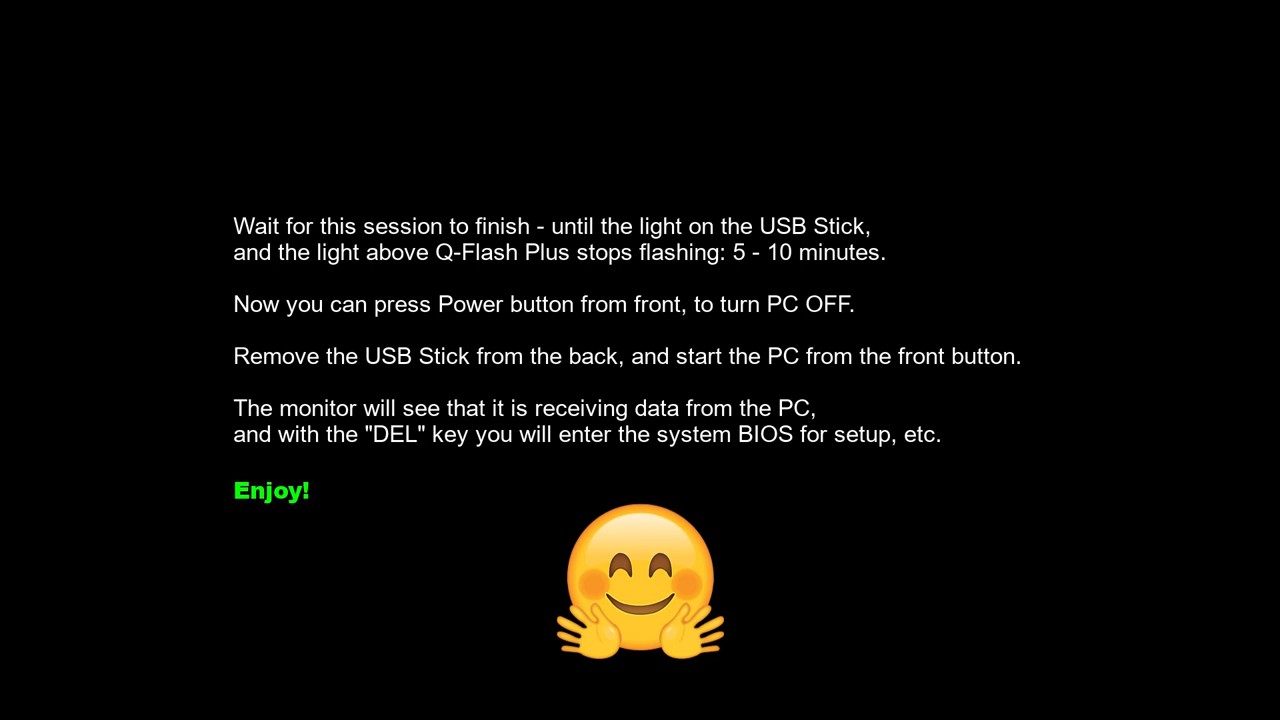 Wait for this session to finish - until the light on the USB Stick,
and the light above Q-Flash Plus stops flashing: 5 - 10 minutes.
Now you can press Power button from front, to turn PC OFF.
Remove the USB Stick from the back, and start the PC from the front button.
The monitor will see that it is receiving data from the PC,
and with the "DEL" key you will enter the system BIOS for setup, etc.
Enjoy!